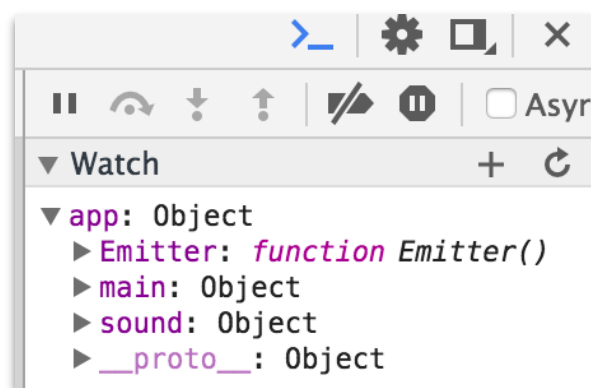 Asyr
Watch
app: Object
Emitter: function Emitter()
main: Object
sound: Object
__proto__: Object